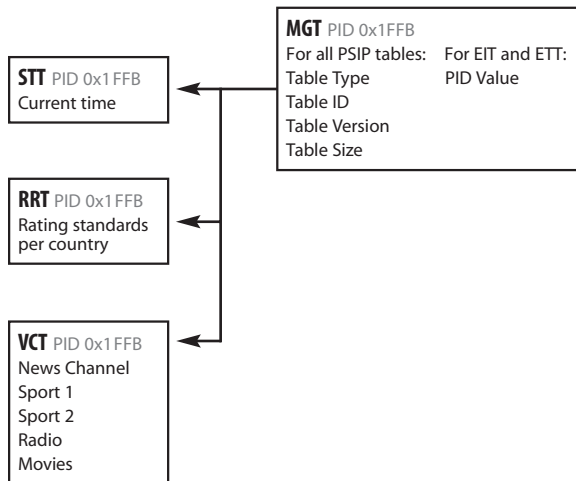 MGT PID 0x1FFB
For all PSIP tables: For EIT and ETT:
Table Type PID Value
Table ID
Table Version
Table Size
STT PID 0x1FFB
Current time
RRT PID 0x1FFB
Rating standards
per country
VCT PID 0x1FFB
News Channel
Sport 1
Sport 2
Radio
Movies